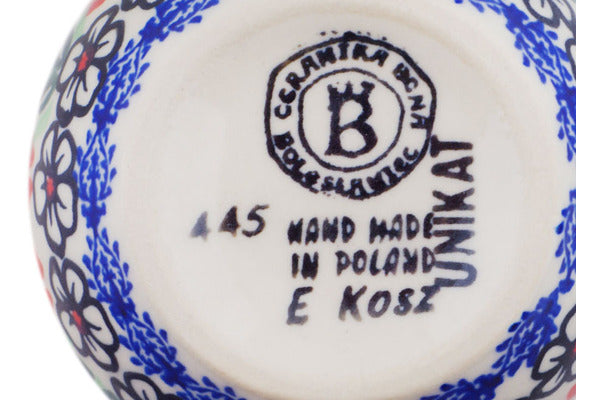 CERAMIKA BONA
BOLESLAWIEC
B
UNIKAT
445 HAND MADE
IN POLAND
E KOSZ